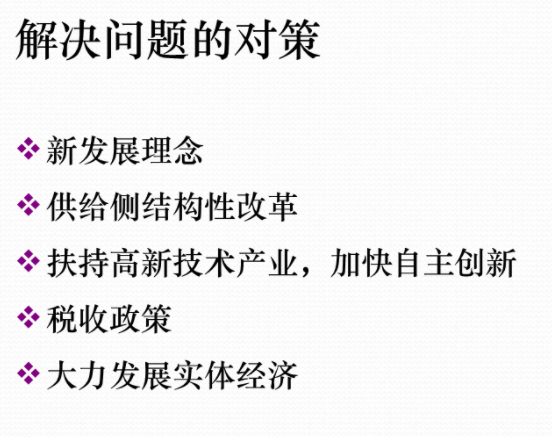 解决问题的对策
新发展理念
供给侧结构性改革
扶持高新技术产业，加快自主创新
税收政策
大力发展实体经济